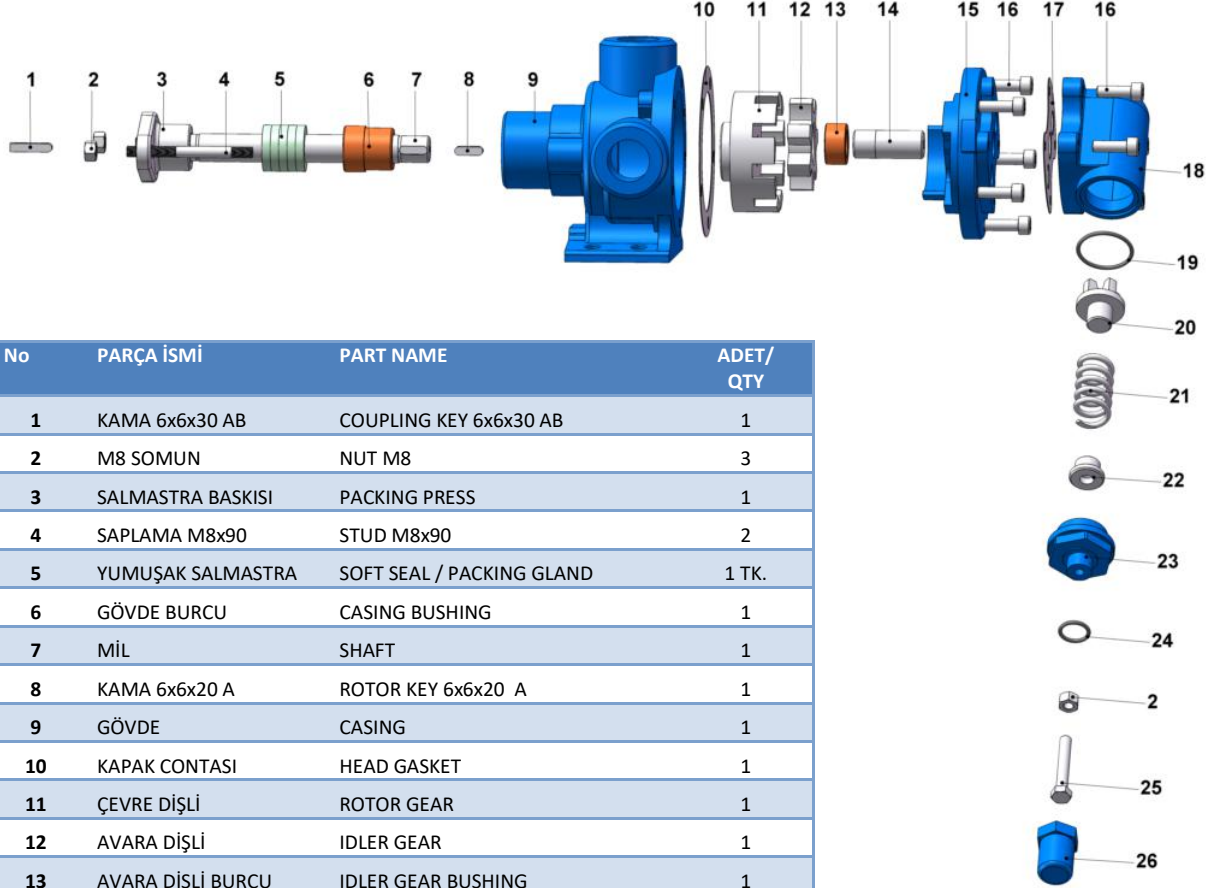 10 11 12 13 14 15 16 17 16
1 2 3 4 5 6 7 8 9
18
19
20
21
22
23
24
2
25
26
No PARÇA İSMİ PART NAME ADET/
QTY
1 KAMA 6x6x30 AB COUPLING KEY 6x6x30 AB 1
2 M8 SOMUN NUT M8 3
3 SALMASTRA BASKISI PACKING PRESS 1
4 SAPLAMA M8x90 STUD M8x90 2
5 YUMUŞAK SALMASTRA SOFT SEAL / PACKING GLAND 1 TK.
6 GÖVDE BURCU CASING BUSHING 1
7 MİL SHAFT 1
8 KAMA 6x6x20 A ROTOR KEY 6x6x20 A 1
9 GÖVDE CASING 1
10 KAPAK CONTASI HEAD GASKET 1
11 ÇEVRE DİŞLİ ROTOR GEAR 1
12 AVARA DİŞLİ IDLER GEAR 1
13 AVARA DİŞLİ BURCU IDLER GEAR BUSHING 1